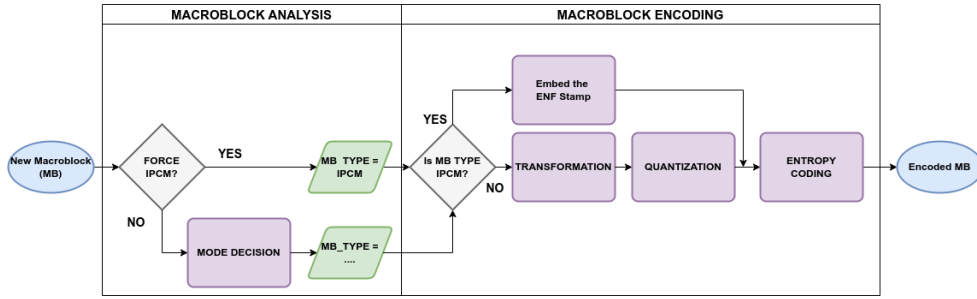 MACROBLOCK ANALYSIS
MACROBLOCK ENCODING
New Macroblock
(MB)
FORCE
IPCM?
YES
NO
MB_TYPE =
IPCM
MODE DECISION
MB_TYPE =
....
Is MB TYPE
IPCM?
YES
NO
Embed the
ENF Stamp
TRANSFORMATION
QUANTIZATION
ENTROPY
CODING
Encoded MB